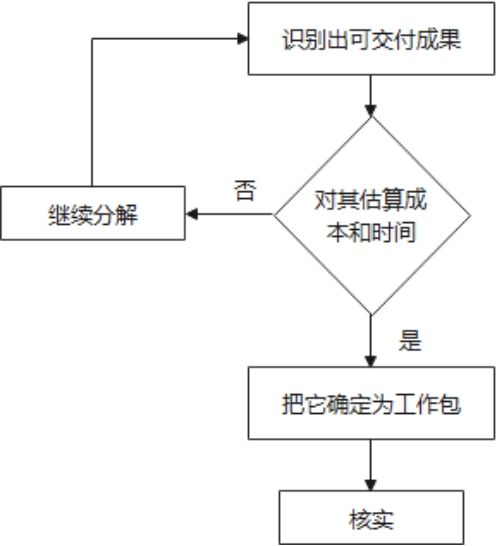 识别出可交付成果
否
对其估算成
本和时间
继续分解
是
把它确定为工作包
核实